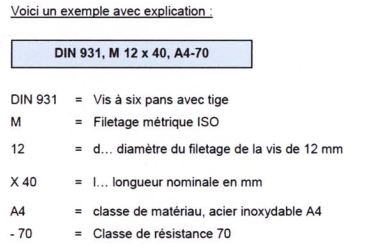 Voici un exemple avec explication :
DIN 931, M 12 x 40, A4-70
DIN 931 = Vis à six pans avec tige
M = Filetage métrique ISO
12 = d... diamètre du filetage de la vis de 12 mm
X 40 = l... longueur nominale en mm
A4 = classe de matériau, acier inoxydable A4
- 70 = Classe de résistance 70